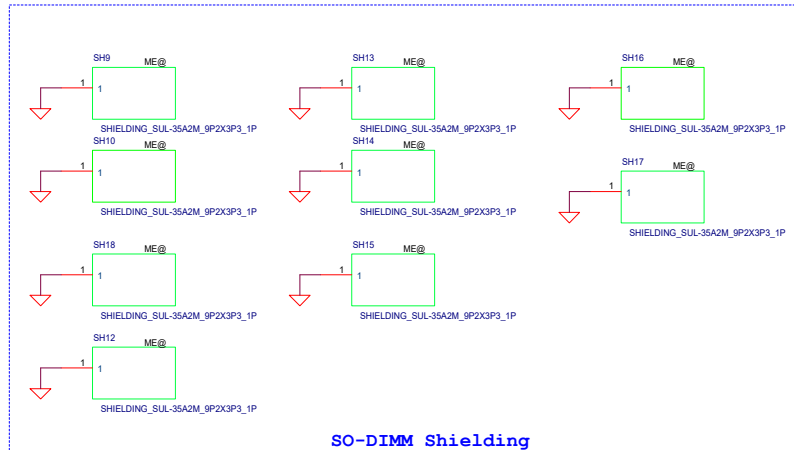 SH9 ME@
1 1
SHIELDING_SUL-35A2M_9P2X3P3_1P
SH10 ME@
1 1
SHIELDING_SUL-35A2M_9P2X3P3_1P
SH18 ME@
1 1
SHIELDING_SUL-35A2M_9P2X3P3_1P
SH12 ME@
1 1
SHIELDING_SUL-35A2M_9P2X3P3_1P
SH13 ME@
1 1
SHIELDING_SUL-35A2M_9P2X3P3_1P
SH14 ME@
1 1
SHIELDING_SUL-35A2M_9P2X3P3_1P
SH15 ME@
1 1
SHIELDING_SUL-35A2M_9P2X3P3_1P
SH16 ME@
1 1
SHIELDING_SUL-35A2M_9P2X3P3_1P
SH17 ME@
1 1
SHIELDING_SUL-35A2M_9P2X3P3_1P
SO-DIMM Shielding